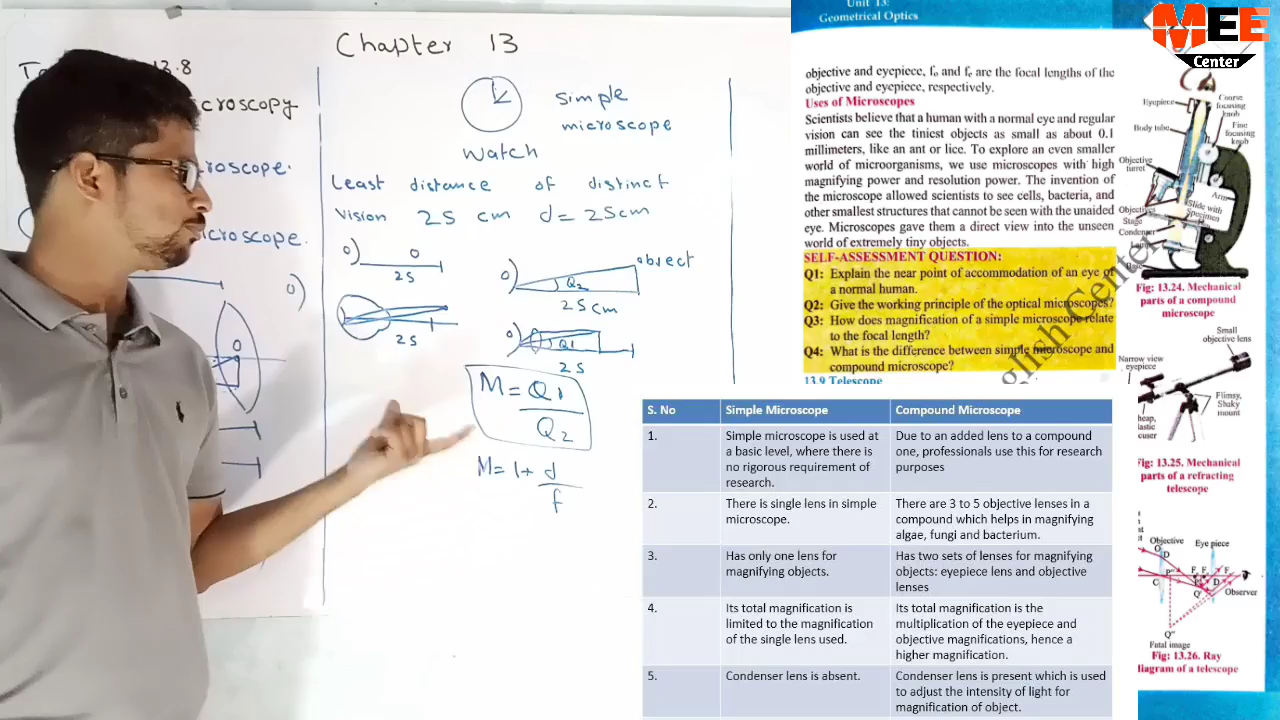 Chapter 13
13.8
croscopy
roscope.
croscope.
simple
microscope
Watch
Least distance of distinct
Vision 25 cm d = 25cm
O) O
25
object
O) Q2
25 cm
O)
25
O) Q1
25
M = Q1
Q2
M = 1 + d
f
O
MEE
Center
Unit 13:
Geometrical Optics
objective and eyepiece, fo and fe are the focal lengths of the
objective and eyepiece, respectively.
Uses of Microscopes
Scientists believe that a human with a normal eye and regular
vision can see the tiniest objects as small as about 0.1
millimeters, like an ant or lice. To explore an even smaller
world of microorganisms, we use microscopes with high
magnifying power and resolution power. The invention of
the microscope allowed scientists to see cells, bacteria, and
other smallest structures that cannot be seen with the unaided
eye. Microscopes gave them a direct view into the unseen
world of extremely tiny objects.
SELF-ASSESSMENT QUESTION:
Q1: Explain the near point of accommodation of an eye of
a normal human.
Q2: Give the working principle of the optical microscopes?
Q3: How does magnification of a simple microscope relate
to the focal length?
Q4: What is the difference between simple microscope and
compound microscope?
13.9 Telescope
Eyepiece
Coarse
focusing
knob
Body tube
Fine
focusing
knob
Objective
turret
Arm
Objectives
Slide with
Specimen
Stage
Condenser
Fig: 13.24. Mechanical
parts of a compound
microscope
Small
objective lens
Narrow view
eyepiece
Flimsy,
Shaky
mount
Fig: 13.25. Mechanical
parts of a refracting
telescope
Objective Eye piece
Observer
Fig: 13.26. Ray
diagram of a telescope
English Center
S. No Simple Microscope Compound Microscope
1. Simple microscope is used at
a basic level, where there is
no rigorous requirement of
research.
Due to an added lens to a compound
one, professionals use this for research
purposes
2. There is single lens in simple
microscope.
There are 3 to 5 objective lenses in a
compound which helps in magnifying
algae, fungi and bacterium.
3. Has only one lens for
magnifying objects.
Has two sets of lenses for magnifying
objects: eyepiece lens and objective
lenses
4. Its total magnification is
limited to the magnification
of the single lens used.
Its total magnification is the
multiplication of the eyepiece and
objective magnifications, hence a
higher magnification.
5. Condenser lens is absent.
Condenser lens is present which is used
to adjust the intensity of light for
magnification of object.